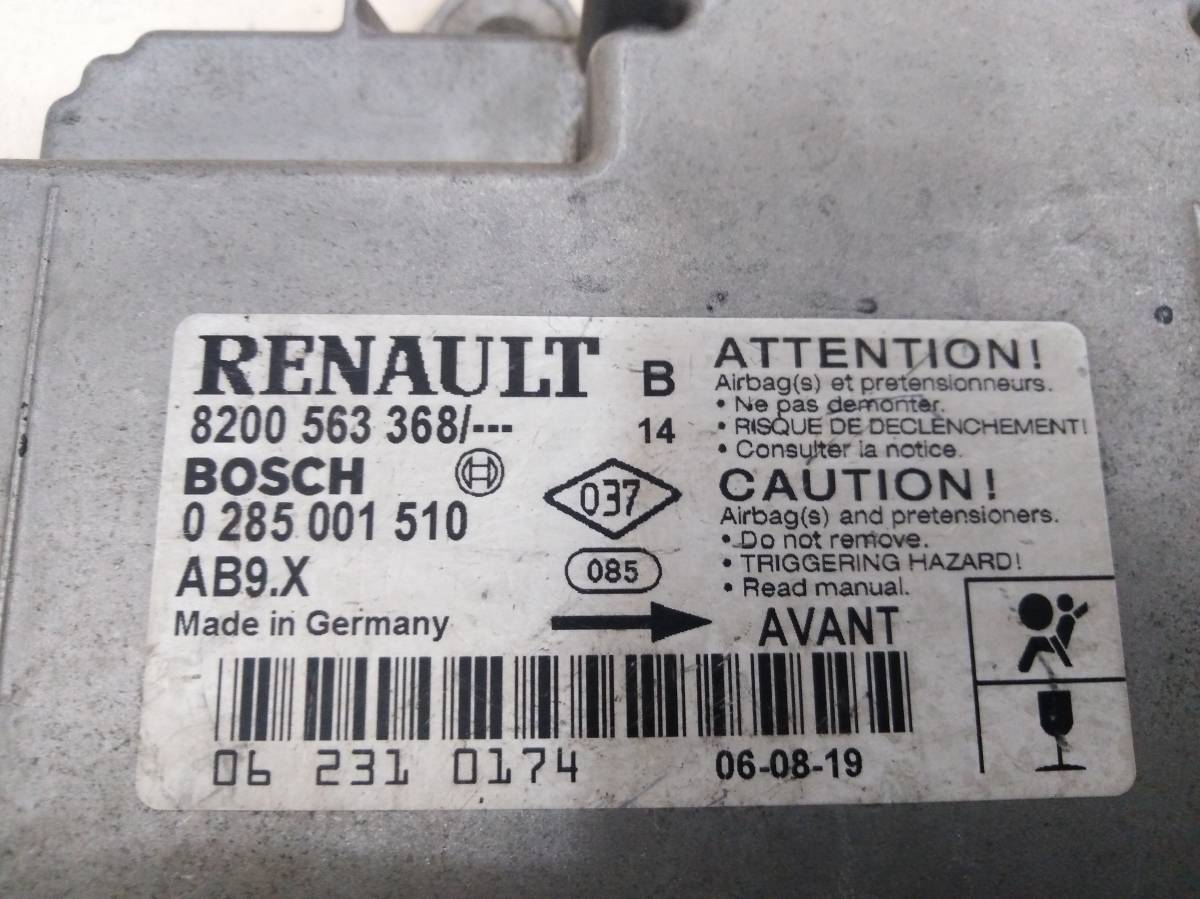 RENAULT
B
8200 563 368/---
14
BOSCH
037
0 285 001 510
085
AB9.X
Made in Germany
ATTENTION!
Airbag(s) et pretensionneurs.
• Ne pas demonter.
• RISQUE DE DECLENCHEMENT!
• Consulter la notice.
CAUTION!
Airbag(s) and pretensioners.
• Do not remove.
• TRIGGERING HAZARD!
• Read manual.
AVANT
06 231 0174
06-08-19